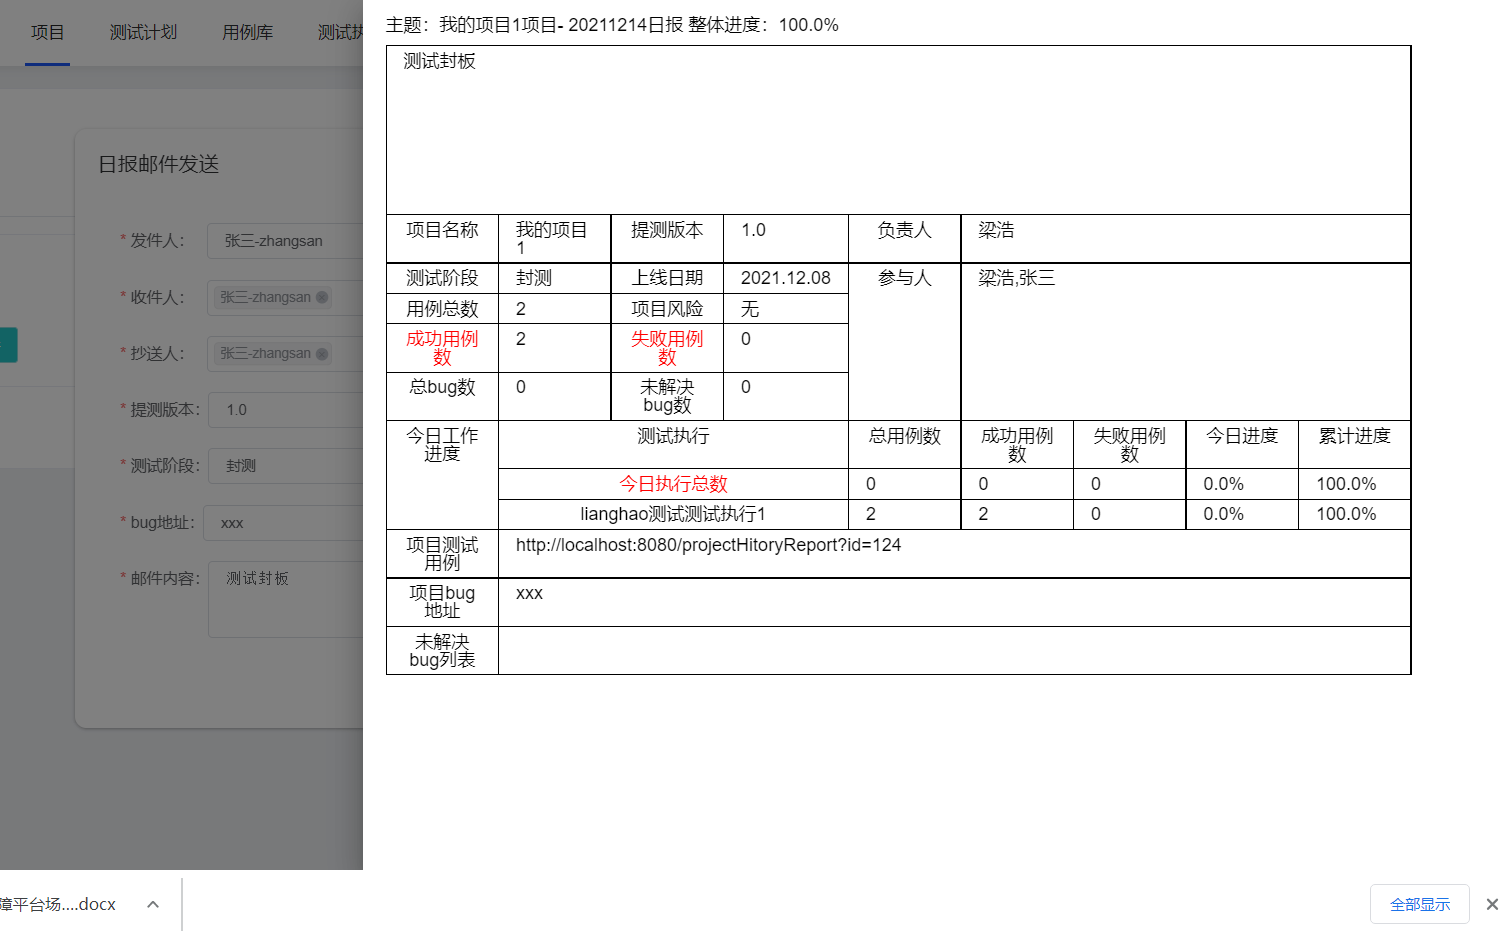 项目 测试计划 用例库 测试执
日报邮件发送
* 发件人： 张三-zhangsan
* 收件人： 张三-zhangsan
* 抄送人： 张三-zhangsan
* 提测版本： 1.0
* 测试阶段： 封测
* bug地址： xxx
* 邮件内容： 测试封板
主题：我的项目1项目- 20211214日报 整体进度：100.0%
测试封板
项目名称 我的项目1 提测版本 1.0 负责人 梁浩
测试阶段 封测 上线日期 2021.12.08 参与人 梁浩,张三
用例总数 2 项目风险 无
成功用例数 2 失败用例数 0
总bug数 0 未解决bug数 0
今日工作进度 测试执行 总用例数 成功用例数 失败用例数 今日进度 累计进度
今日执行总数 0 0 0 0.0% 100.0%
lianghao测试测试执行1 2 2 0 0.0% 100.0%
项目测试用例 http://localhost:8080/projectHitoryReport?id=124
项目bug地址 xxx
未解决bug列表
障平台场....docx
全部显示